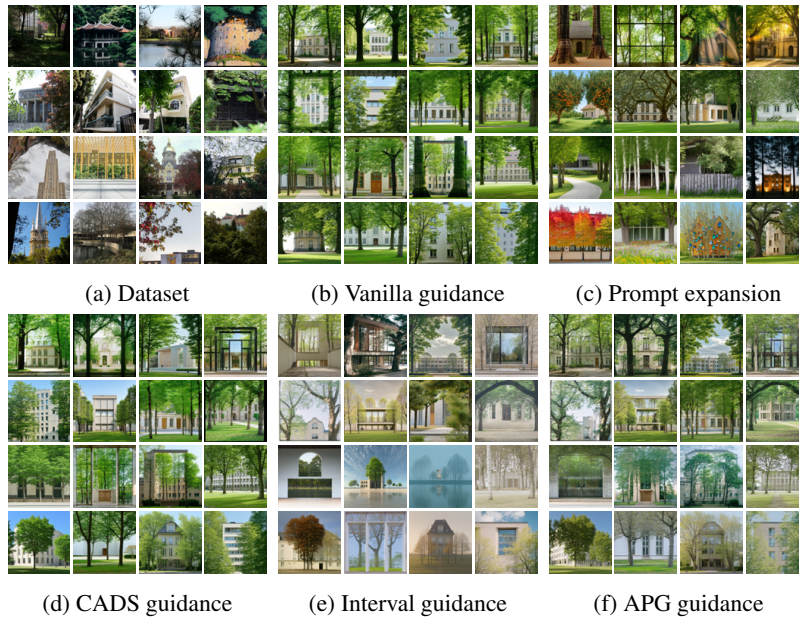 (a) Dataset
(b) Vanilla guidance
(c) Prompt expansion
(d) CADS guidance
(e) Interval guidance
(f) APG guidance